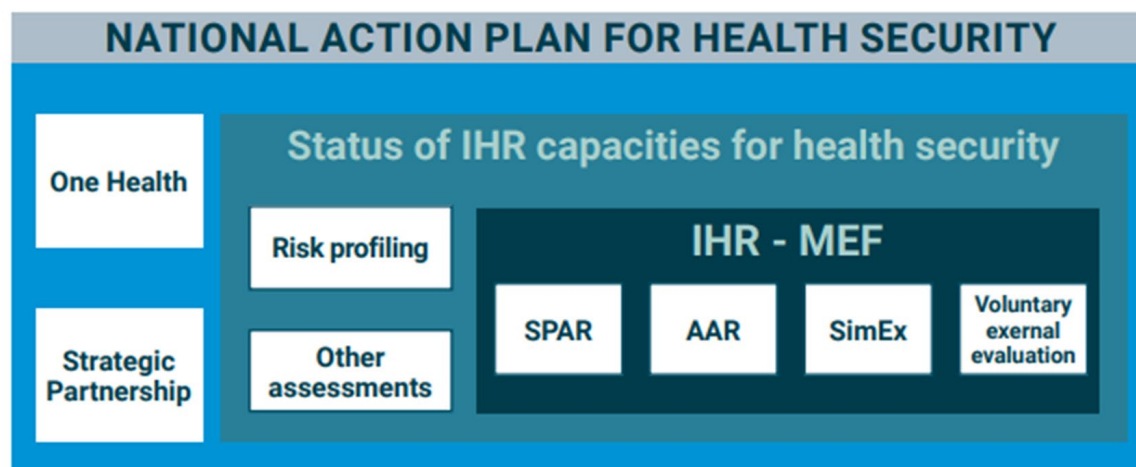 NATIONAL ACTION PLAN FOR HEALTH SECURITY
One Health
Strategic
Partnership
Status of IHR capacities for health security
Risk profiling
Other
assessments
IHR - MEF
SPAR
AAR
SimEx
Voluntary
exernal
evaluation